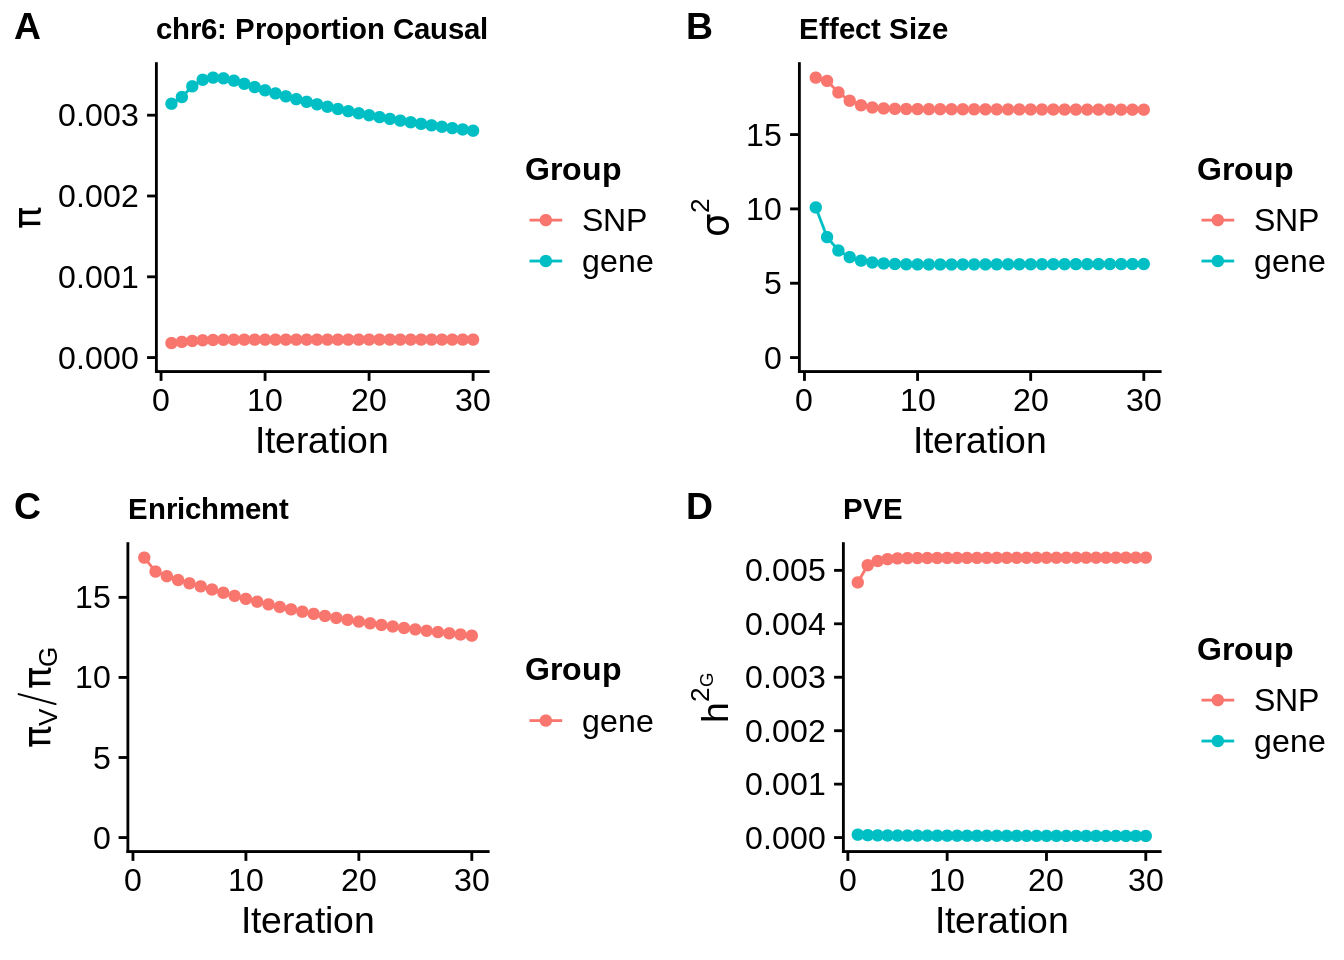 A
chr6: Proportion Causal
0.003
0.002
0.001
0.000
π
0
10
20
30
Iteration
Group
SNP
gene
B
Effect Size
15
10
5
0
σ²
0
10
20
30
Iteration
Group
SNP
gene
C
Enrichment
15
10
5
0
πV/πG
0
10
20
30
Iteration
Group
gene
D
PVE
0.005
0.004
0.003
0.002
0.001
0.000
h²G
0
10
20
30
Iteration
Group
SNP
gene